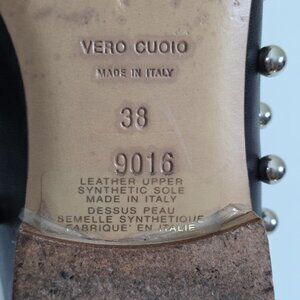 VERO CUOIO
MADE IN ITALY
38
9016
LEATHER UPPER
SYNTHETIC SOLE
MADE IN ITALY
DESSUS PEAU
SEMELLE SYNTHETIQUE
FABRIQUE' EN ITALIE